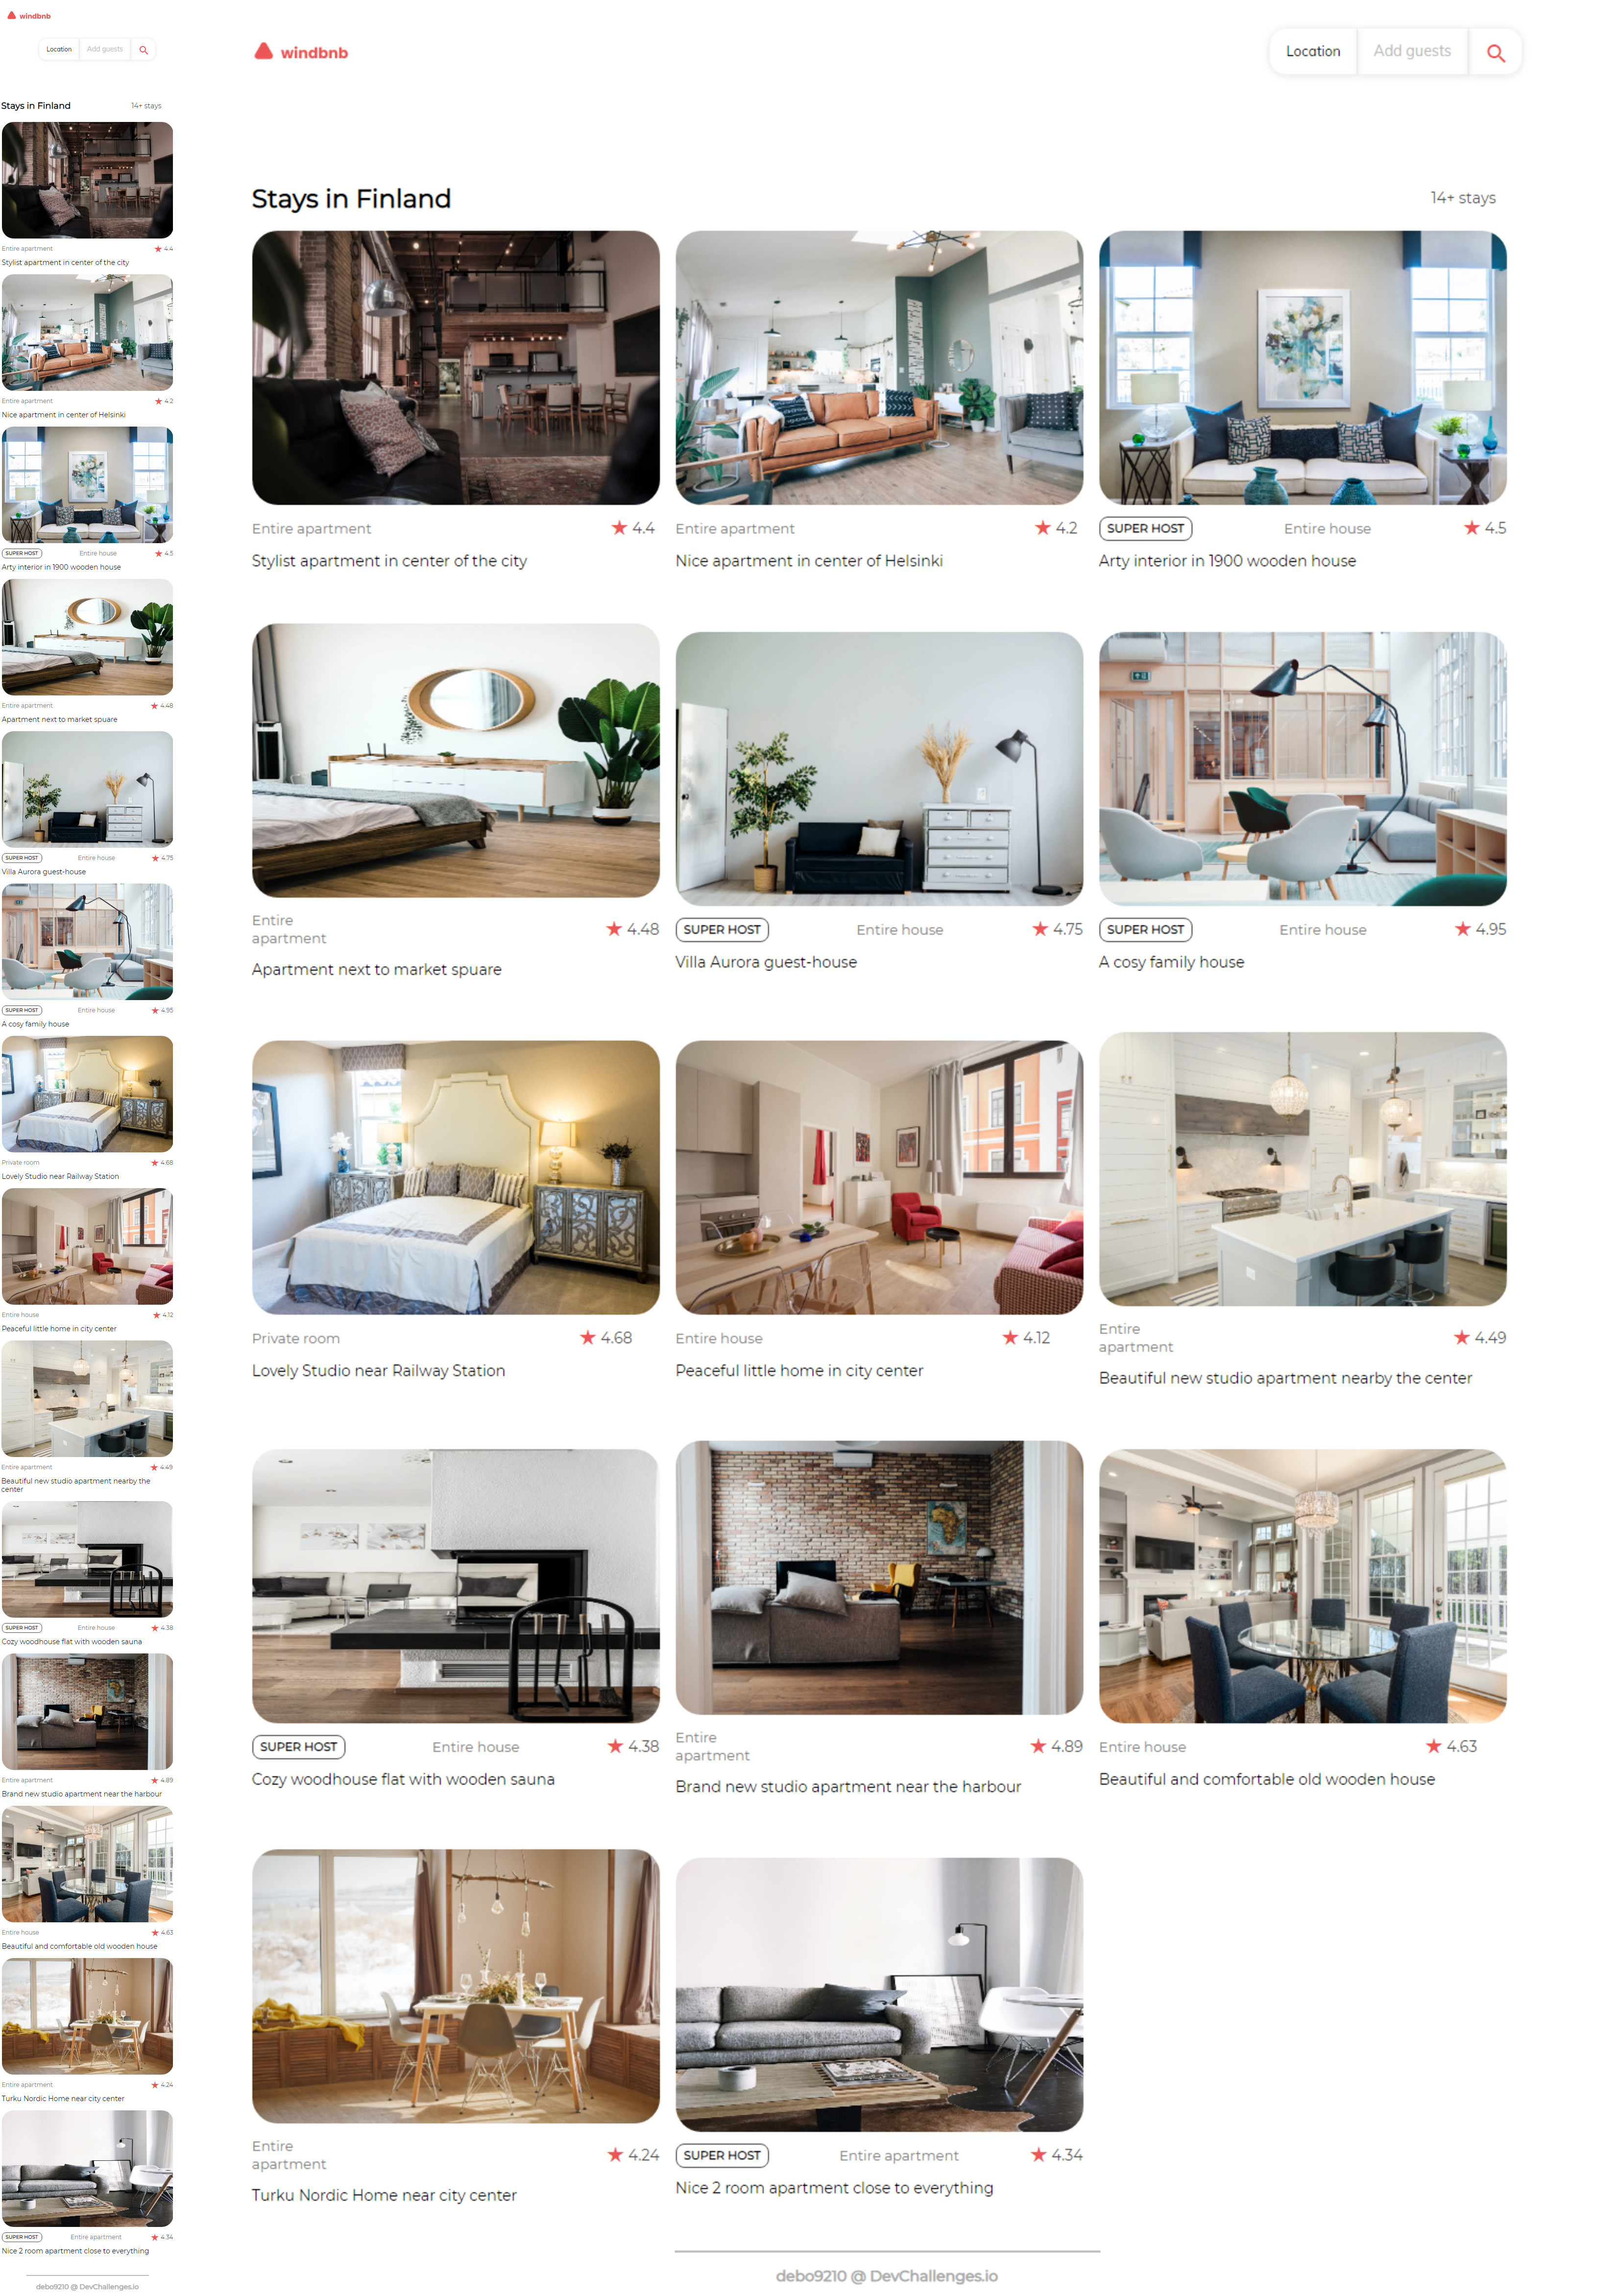 windbnb
Location Add guests
Stays in Finland 14+ stays
Entire apartment 4.4
Stylist apartment in center of the city
Entire apartment 4.2
Nice apartment in center of Helsinki
SUPER HOST Entire house 4.5
Arty interior in 1900 wooden house
Entire apartment 4.48
Apartment next to market spuare
SUPER HOST Entire house 4.75
Villa Aurora guest-house
SUPER HOST Entire house 4.95
A cosy family house
Private room 4.68
Lovely Studio near Railway Station
Entire house 4.12
Peaceful little home in city center
Entire apartment 4.49
Beautiful new studio apartment nearby the
center
SUPER HOST Entire house 4.38
Cozy woodhouse flat with wooden sauna
Entire apartment 4.89
Brand new studio apartment near the harbour
Entire house 4.63
Beautiful and comfortable old wooden house
Entire apartment 4.24
Turku Nordic Home near city center
SUPER HOST Entire apartment 4.34
Nice 2 room apartment close to everything
debo9210 @ DevChallenges.io
windbnb
Location Add guests
Stays in Finland 14+ stays
Entire apartment 4.4
Stylist apartment in center of the city
Entire apartment 4.2
Nice apartment in center of Helsinki
SUPER HOST Entire house 4.5
Arty interior in 1900 wooden house
Entire
apartment 4.48
Apartment next to market spuare
SUPER HOST Entire house 4.75
Villa Aurora guest-house
SUPER HOST Entire house 4.95
A cosy family house
Private room 4.68
Lovely Studio near Railway Station
Entire house 4.12
Peaceful little home in city center
Entire
apartment 4.49
Beautiful new studio apartment nearby the center
SUPER HOST Entire house 4.38
Cozy woodhouse flat with wooden sauna
Entire
apartment 4.89
Brand new studio apartment near the harbour
Entire house 4.63
Beautiful and comfortable old wooden house
Entire
apartment 4.24
Turku Nordic Home near city center
SUPER HOST Entire apartment 4.34
Nice 2 room apartment close to everything
debo9210 @ DevChallenges.io